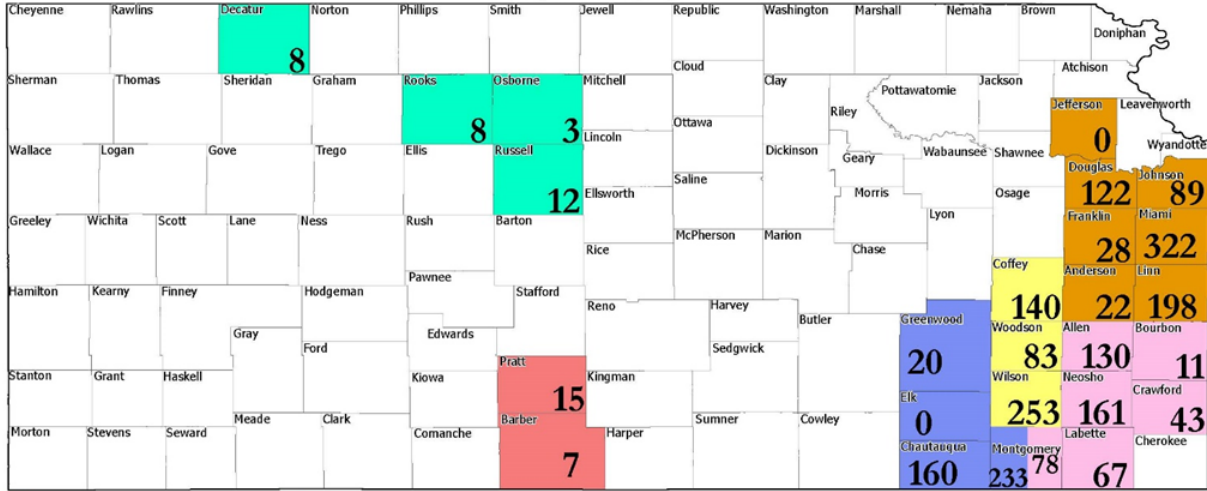 Cheyenne Rawlins Decatur Norton Phillips Smith Jewell Republic Washington Marshall Nemaha Brown
Doniphan
8
Cloud Atchison
Sherman Thomas Sheridan Graham Rooks Osborne Mitchell Clay Jackson
Pottawatomie
Jefferson Leavenworth
Riley
Ottawa
8 3 Lincoln 0
Wyandotte
Wallace Logan Gove Trego Ellis Russell Dickinson Geary Wabaunsee Shawnee
Douglas Johnson
Saline
12 Ellsworth Morris Osage 122 89
Greeley Wichita Scott Lane Ness Rush Barton Lyon Franklin Miami
McPherson Marion
Rice Chase 28 322
Coffey Anderson Linn
Pawnee
Hamilton Kearny Finney Hodgeman Stafford
Reno Harvey 140 22 198
Butler Greenwood
Gray Edwards Woodson Allen Bourbon
Ford Sedgwick
Pratt 20 83 130 11
Stanton Grant Haskell Kiowa Kingman Wilson Neosho
Crawford
15 Elk
Meade Clark Barber Sumner Cowley 0 253 161 43
Morton Stevens Seward Comanche Harper Labette
Cherokee
Chautauqua Montgomery
7 160 233 78 67